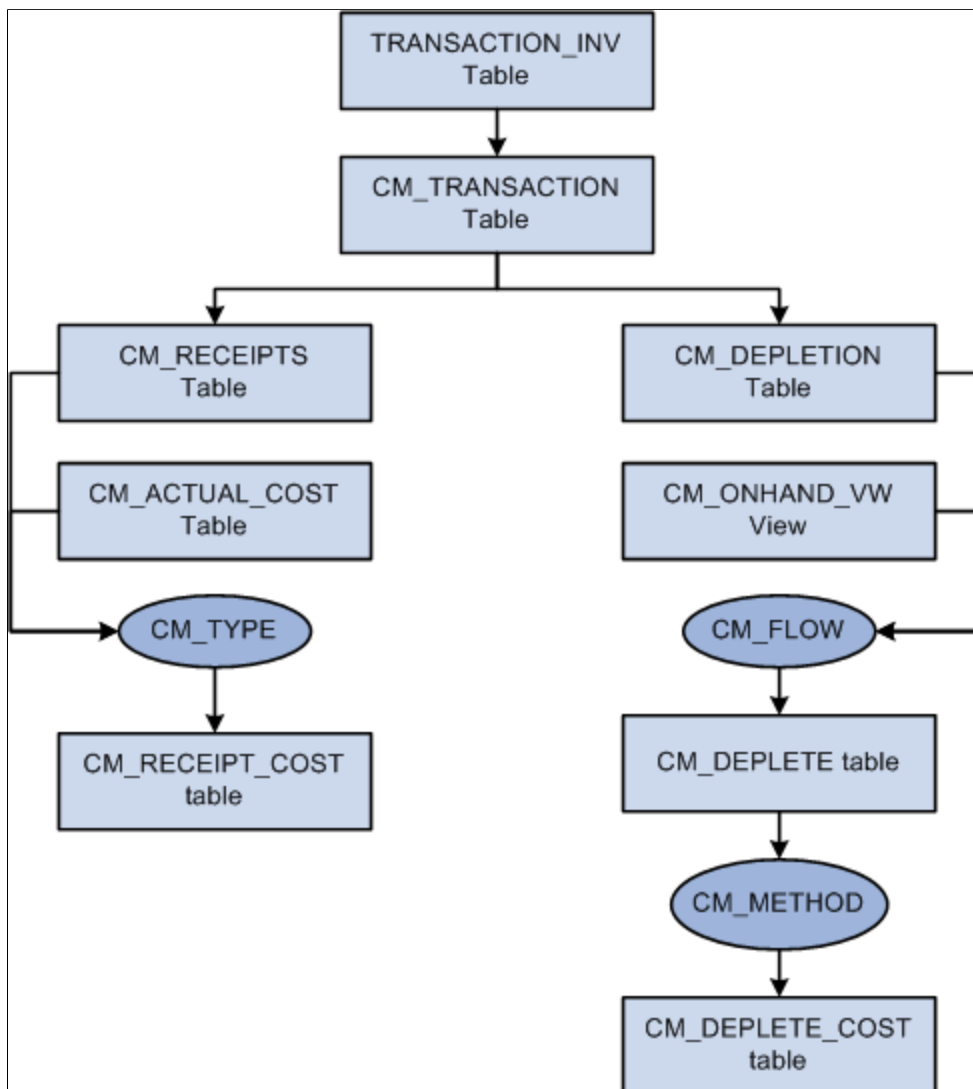 TRANSACTION_INV
Table
CM_TRANSACTION
Table
CM_RECEIPTS
Table
CM_DEPLETION
Table
CM_ACTUAL_COST
Table
CM_ONHAND_VW
View
CM_TYPE
CM_FLOW
CM_RECEIPT_COST
table
CM_DEPLETE table
CM_METHOD
CM_DEPLETE_COST
table